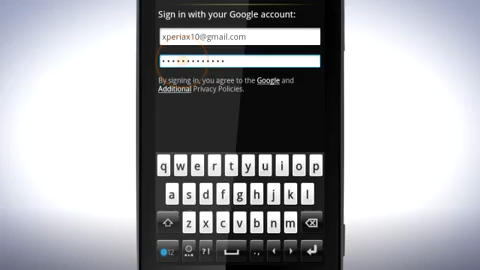 Sign in with your Google account:
xperiax10@gmail.com
•••••••••••••
By signing in, you agree to the Google and
Additional Privacy Policies.
q w e r t y u i o p
a s d f g h j k l
z x c v b n m
12 ?! .,